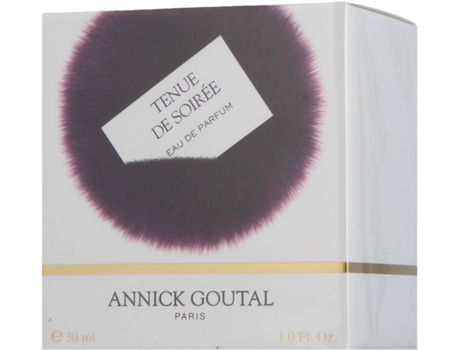 TENUE
DE SOIRÉE
EAU DE PARFUM
ANNICK GOUTAL
PARIS
℮ 30 ml 1.0 Fl. Oz.